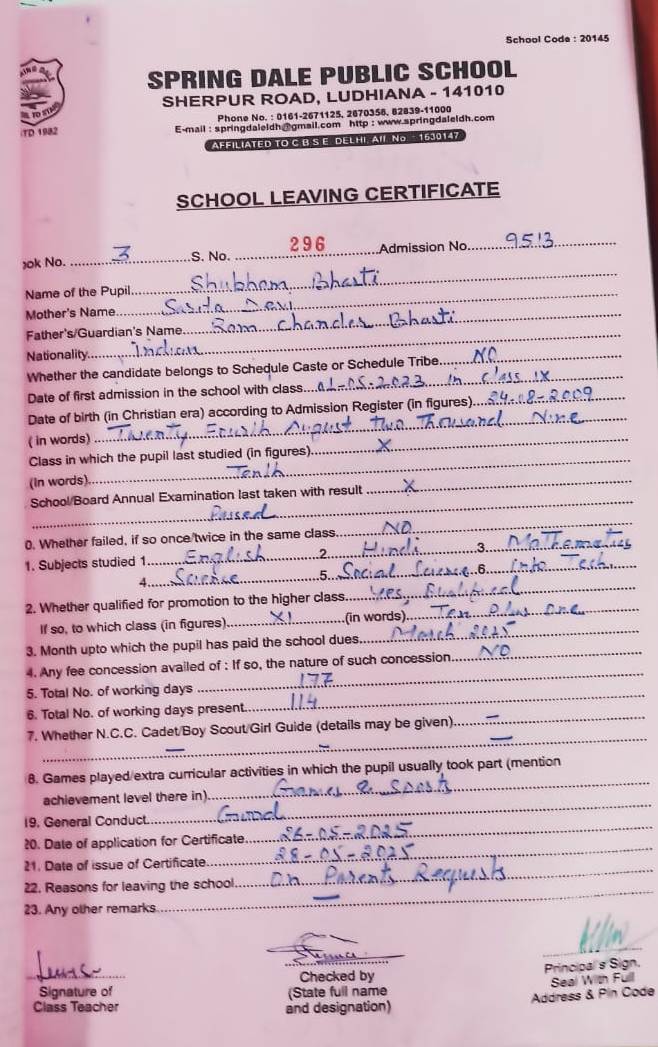 School Code : 20145
SPRING DALE PUBLIC SCHOOL
SHERPUR ROAD, LUDHIANA - 141010
Phone No. : 0161-2671125, 2670356, 82839-11000
E-mail : springdaleldh@gmail.com http : www.springdaleldh.com
AFFILIATED TO C B S E DELHI, Aff. No. - 1630147
TD 1982
SCHOOL LEAVING CERTIFICATE
ok No. 3 S. No. 296 Admission No. 9513
Name of the Pupil Shubham Bharti
Mother's Name Sarita Devi
Father's/Guardian's Name Ram Chander Bharti
Nationality Indian
Whether the candidate belongs to Schedule Caste or Schedule Tribe NO
Date of first admission in the school with class 01-05-2023 in class IX
Date of birth (in Christian era) according to Admission Register (in figures) 24-08-2009
( in words) Twenty Fourth August two Thousand Nine
Class in which the pupil last studied (in figures) X
(In words) Tenth
School/Board Annual Examination last taken with result X
Passed
0. Whether failed, if so once/twice in the same class NO
1. Subjects studied 1 English 2 Hindi 3. Mathematics
4 Science 5 Social Science 6 Info Tech.
2. Whether qualified for promotion to the higher class Yes, Qualified
If so, to which class (in figures) XI (in words) Ten Plus One
3. Month upto which the pupil has paid the school dues March 2025
4. Any fee concession availed of : If so, the nature of such concession NO
5. Total No. of working days 177
6. Total No. of working days present 114
7. Whether N.C.C. Cadet/Boy Scout/Girl Guide (details may be given) –
– – –
8. Games played/extra curricular activities in which the pupil usually took part (mention
achievement level there in) Games & Sports
19. General Conduct Good
20. Date of application for Certificate 26-05-2025
21. Date of issue of Certificate 28-05-2025
22. Reasons for leaving the school On Parents Requests
23. Any other remarks –
Signature of
Class Teacher
Checked by
(State full name
and designation)
Principal's Sign.
Seal With Full
Address & Pin Code